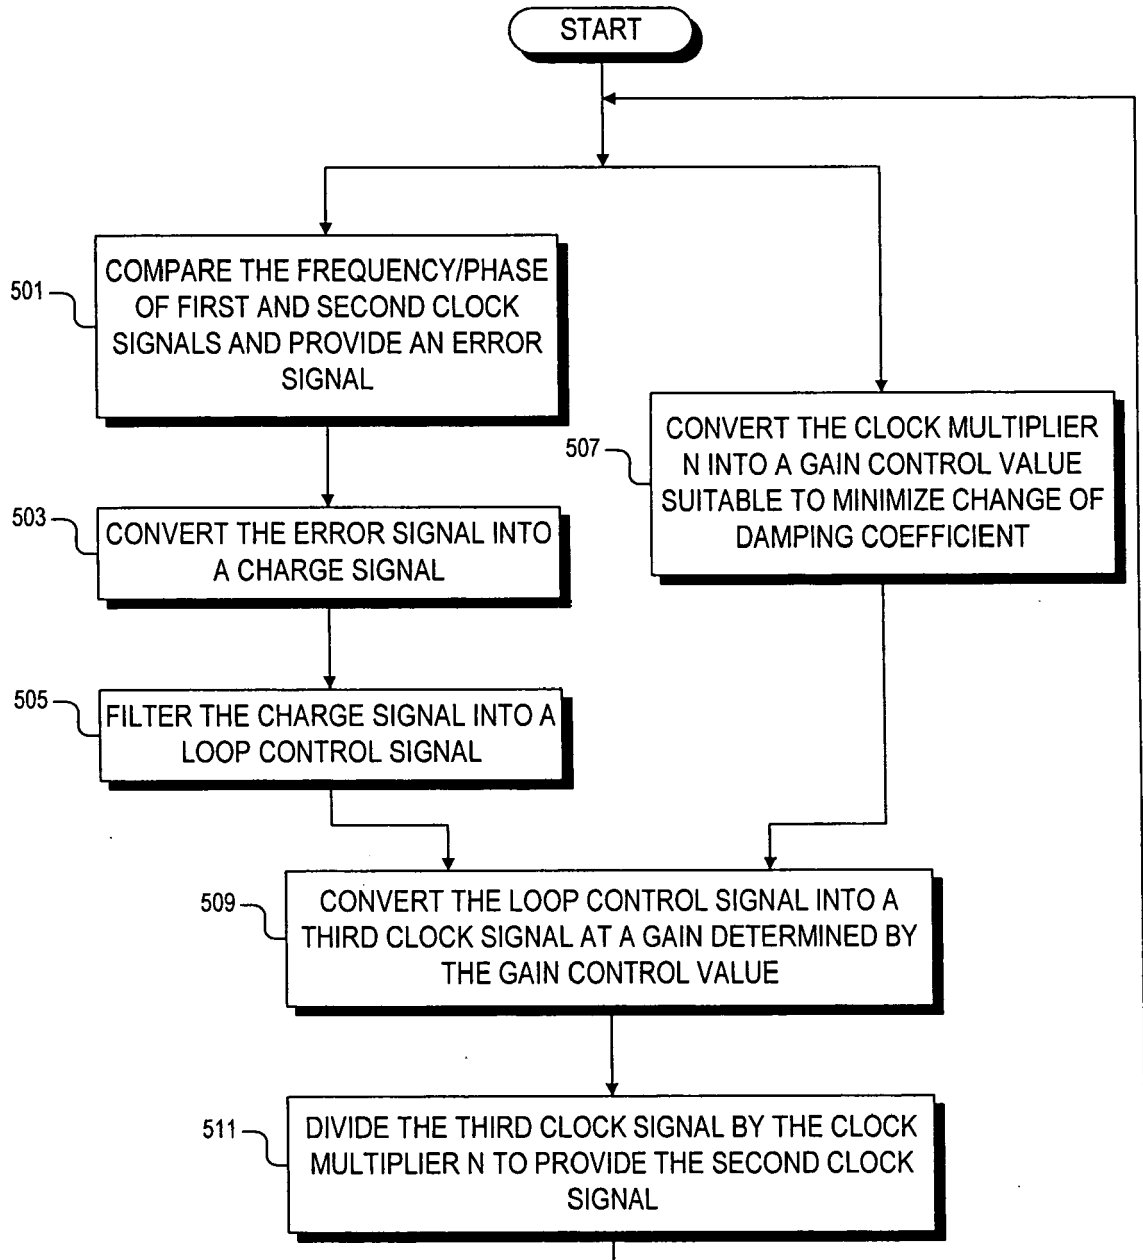 START
501
COMPARE THE FREQUENCY/PHASE
OF FIRST AND SECOND CLOCK
SIGNALS AND PROVIDE AN ERROR
SIGNAL
507
CONVERT THE CLOCK MULTIPLIER
N INTO A GAIN CONTROL VALUE
SUITABLE TO MINIMIZE CHANGE OF
DAMPING COEFFICIENT
503
CONVERT THE ERROR SIGNAL INTO
A CHARGE SIGNAL
505
FILTER THE CHARGE SIGNAL INTO A
LOOP CONTROL SIGNAL
509
CONVERT THE LOOP CONTROL SIGNAL INTO A
THIRD CLOCK SIGNAL AT A GAIN DETERMINED BY
THE GAIN CONTROL VALUE
511
DIVIDE THE THIRD CLOCK SIGNAL BY THE CLOCK
MULTIPLIER N TO PROVIDE THE SECOND CLOCK
SIGNAL